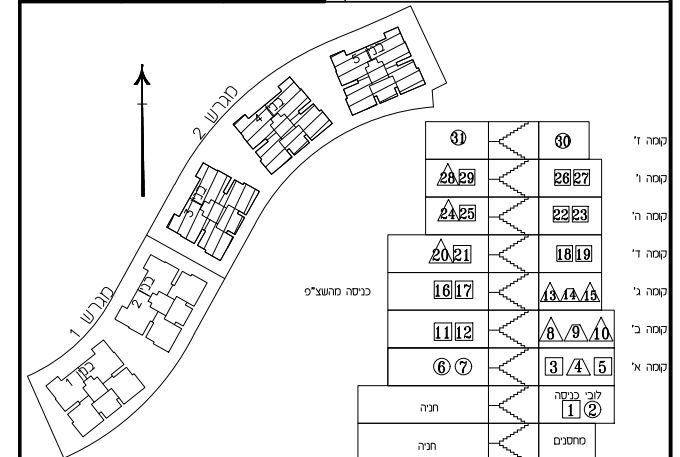 מגרש 2
בנין 5
בנין 4
בנין 3
מגרש 1
בנין 2
בנין 1
קומה ז' 30 31
קומה ו' 26 27 28 29
קומה ה' 22 23 24 25
קומה ד' 18 19 20 21
קומה ג' 13 14 15 16 17 כניסה מהשצ"פ
קומה ב' 8 9 10 11 12
קומה א' 3 4 5 6 7
לובי כניסה
1 2 חניה
מחסנים חניה